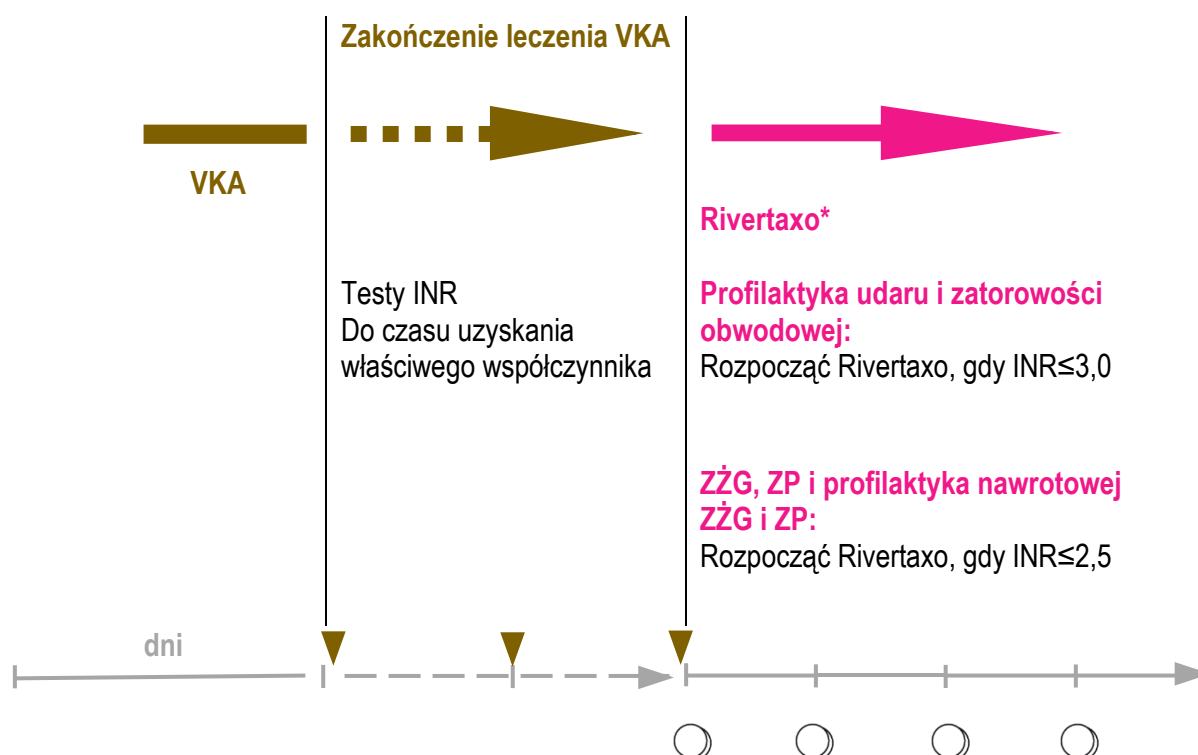 Zakończenie leczenia VKA
VKA
Rivertaxo*
Testy INR
Do czasu uzyskania
właściwego współczynnika
Profilaktyka udaru i zatorowości
obwodowej:
Rozpocząć Rivertaxo, gdy INR≤3,0
ZŻG, ZP i profilaktyka nawrotowej
ZŻG i ZP:
Rozpocząć Rivertaxo, gdy INR≤2,5
dni